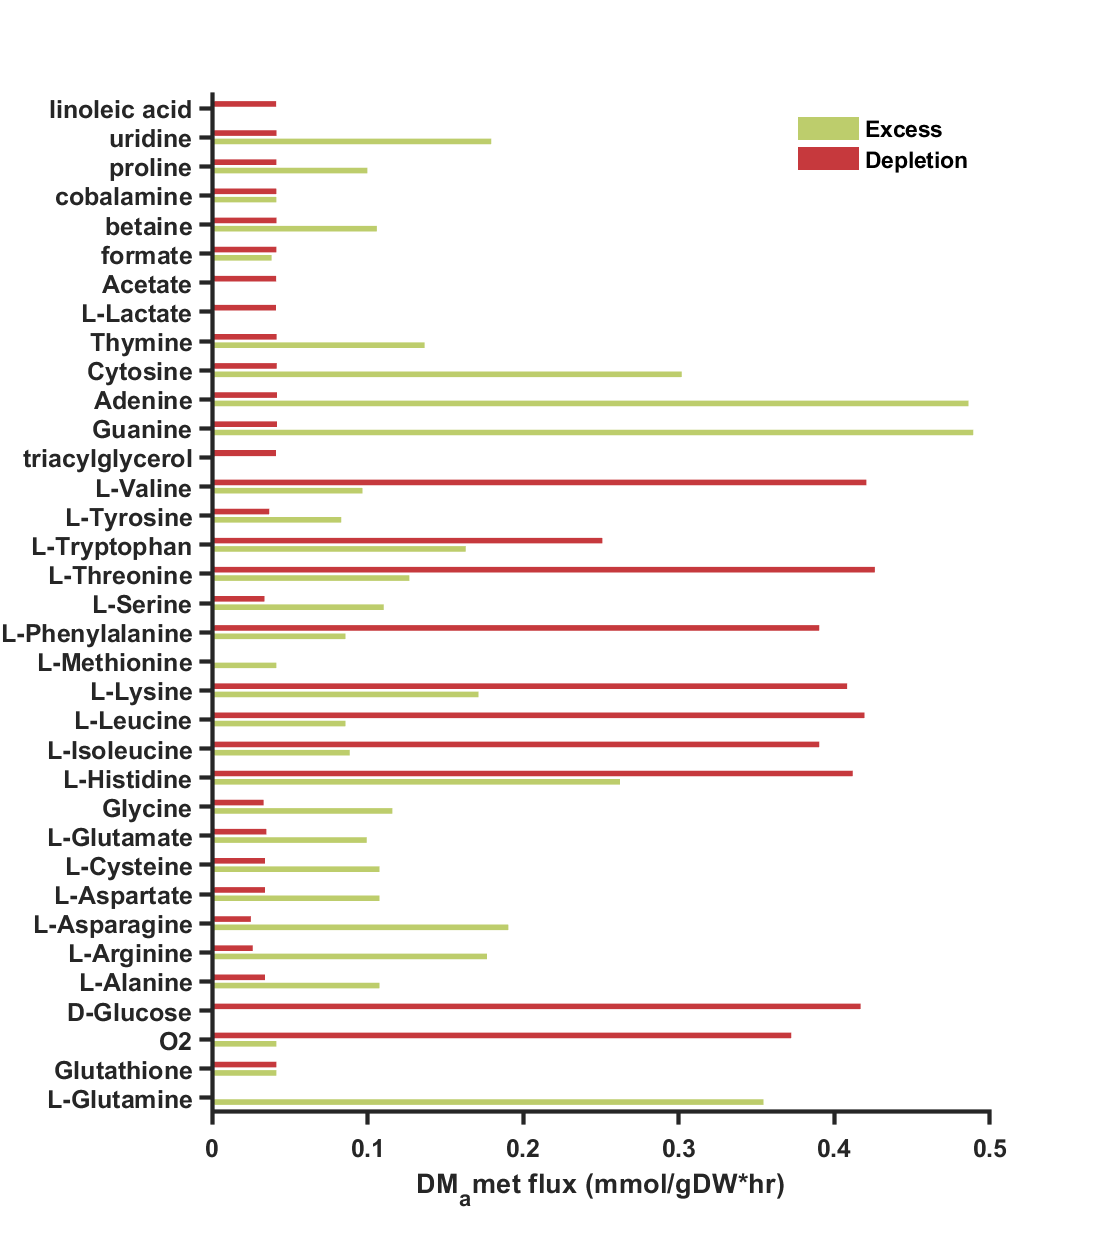 linoleic acid
uridine
proline
cobalamine
betaine
formate
Acetate
L-Lactate
Thymine
Cytosine
Adenine
Guanine
triacylglycerol
L-Valine
L-Tyrosine
L-Tryptophan
L-Threonine
L-Serine
L-Phenylalanine
L-Methionine
L-Lysine
L-Leucine
L-Isoleucine
L-Histidine
Glycine
L-Glutamate
L-Cysteine
L-Aspartate
L-Asparagine
L-Arginine
L-Alanine
D-Glucose
O2
Glutathione
L-Glutamine
Excess
Depletion
0 0.1 0.2 0.3 0.4 0.5
DMamet flux (mmol/gDW*hr)